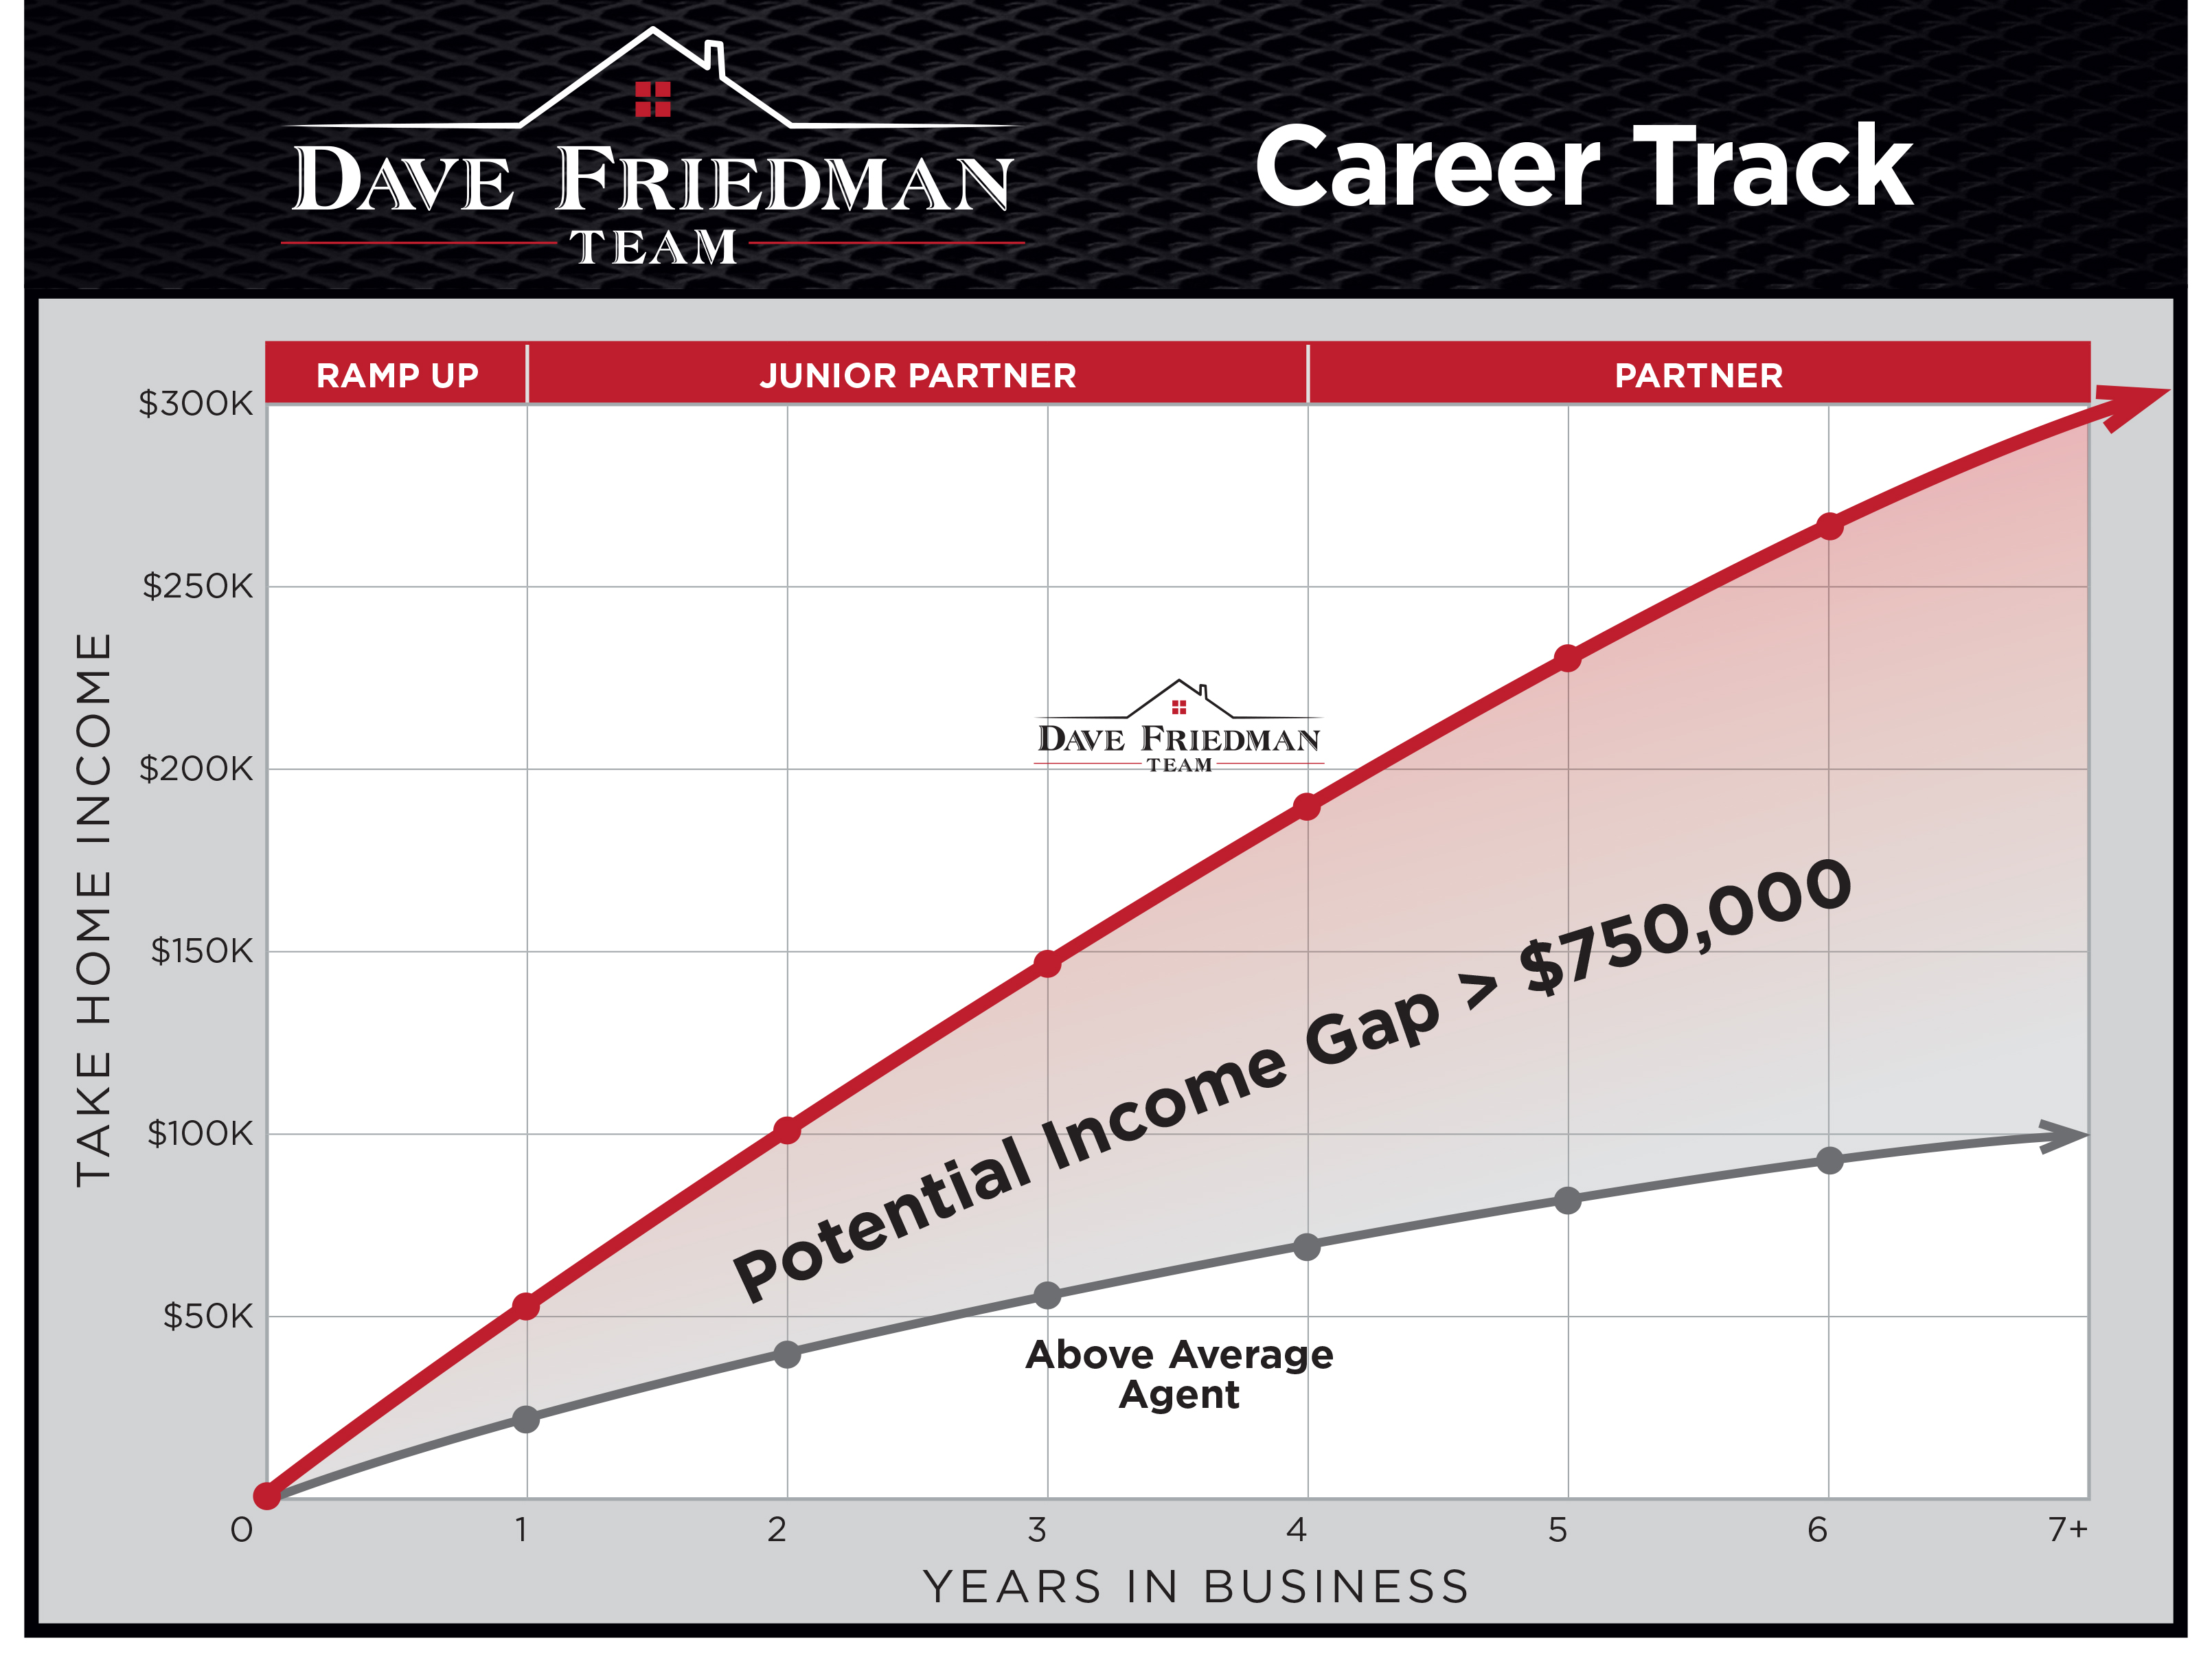 DAVE FRIEDMAN
TEAM
Career Track
RAMP UP
JUNIOR PARTNER
PARTNER
$300K
$250K
$200K
$150K
$100K
$50K
TAKE HOME INCOME
DAVE FRIEDMAN
TEAM
Potential Income Gap > $750,000
Above Average
Agent
0 1 2 3 4 5 6 7+
YEARS IN BUSINESS